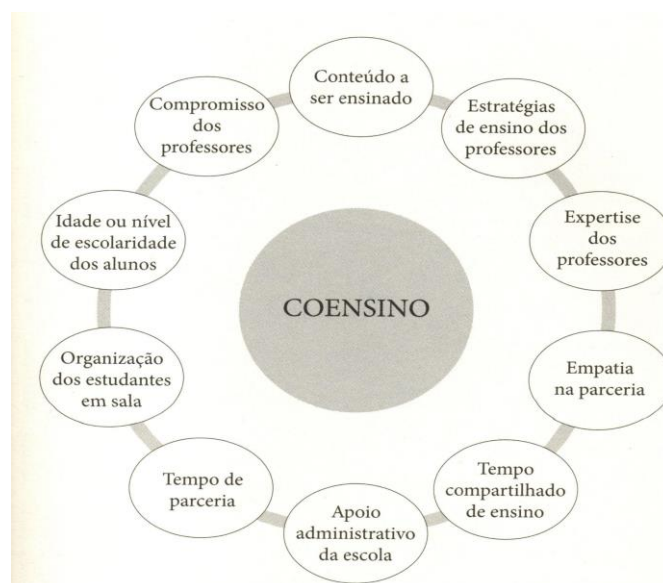 Conteúdo a
ser ensinado
Estratégias
de ensino dos
professores
Expertise
dos
professores
Empatia
na parceria
Tempo
compartilhado
de ensino
Apoio
administrativo
da escola
Tempo de
parceria
Organização
dos estudantes
em sala
Idade ou nível
de escolaridade
dos alunos
Compromisso
dos
professores
COENSINO